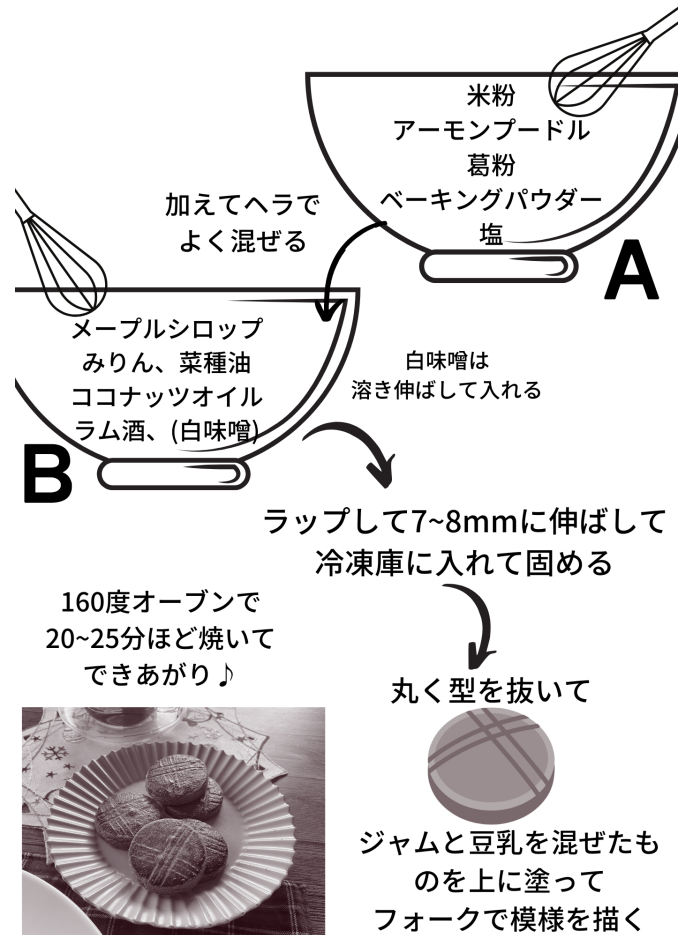 米粉
アーモンプードル
葛粉
ベーキングパウダー
塩
A
加えてヘラで
よく混ぜる
メープルシロップ
みりん、菜種油
ココナッツオイル
ラム酒、(白味噌)
B
白味噌は
溶き伸ばして入れる
ラップして7~8mmに伸ばして
冷凍庫に入れて固める
丸く型を抜いて
ジャムと豆乳を混ぜたも
のを上に塗って
フォークで模様を描く
160度オーブンで
20~25分ほど焼いて
できあがり♪